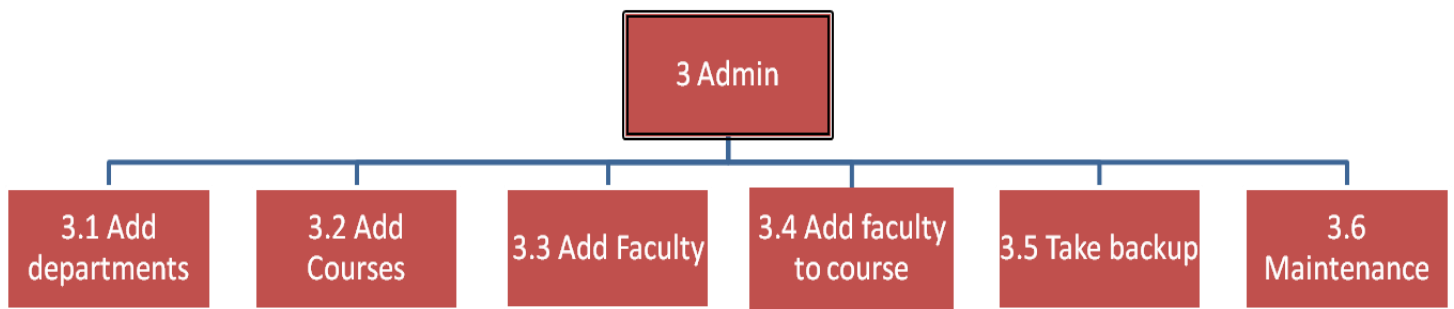 3 Admin
3.1 Add
departments
3.2 Add
Courses
3.3 Add Faculty
3.4 Add faculty
to course
3.5 Take backup
3.6
Maintenance